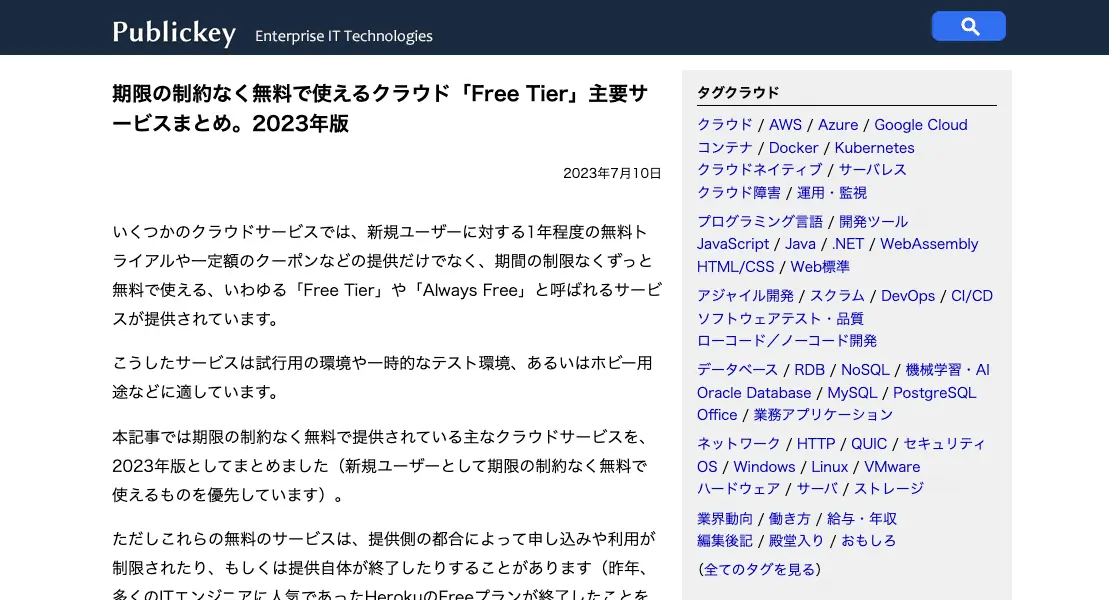 Publickey Enterprise IT Technologies
期限の制約なく無料で使えるクラウド「Free Tier」主要サ
ービスまとめ。2023年版
2023年7月10日
いくつかのクラウドサービスでは、新規ユーザーに対する1年程度の無料ト
ライアルや一定額のクーポンなどの提供だけでなく、期間の制限なくずっと
無料で使える、いわゆる「Free Tier」や「Always Free」と呼ばれるサービ
スが提供されています。
こうしたサービスは試行用の環境や一時的なテスト環境、あるいはホビー用
途などに適しています。
本記事では期限の制約なく無料で提供されている主なクラウドサービスを、
2023年版としてまとめました（新規ユーザーとして期限の制約なく無料で
使えるものを優先しています）。
ただしこれらの無料のサービスは、提供側の都合によって申し込みや利用が
制限されたり、もしくは提供自体が終了したりすることがあります（昨年、
多くのITエンジニアに人気であったHerokuのFreeプランが終了したことを
タグクラウド
クラウド / AWS / Azure / Google Cloud
コンテナ / Docker / Kubernetes
クラウドネイティブ / サーバレス
クラウド障害 / 運用・監視
プログラミング言語 / 開発ツール
JavaScript / Java / .NET / WebAssembly
HTML/CSS / Web標準
アジャイル開発 / スクラム / DevOps / CI/CD
ソフトウェアテスト・品質
ローコード／ノーコード開発
データベース / RDB / NoSQL / 機械学習・AI
Oracle Database / MySQL / PostgreSQL
Office / 業務アプリケーション
ネットワーク / HTTP / QUIC / セキュリティ
OS / Windows / Linux / VMware
ハードウェア / サーバ / ストレージ
業界動向 / 働き方 / 給与・年収
編集後記 / 殿堂入り / おもしろ
（全てのタグを見る）